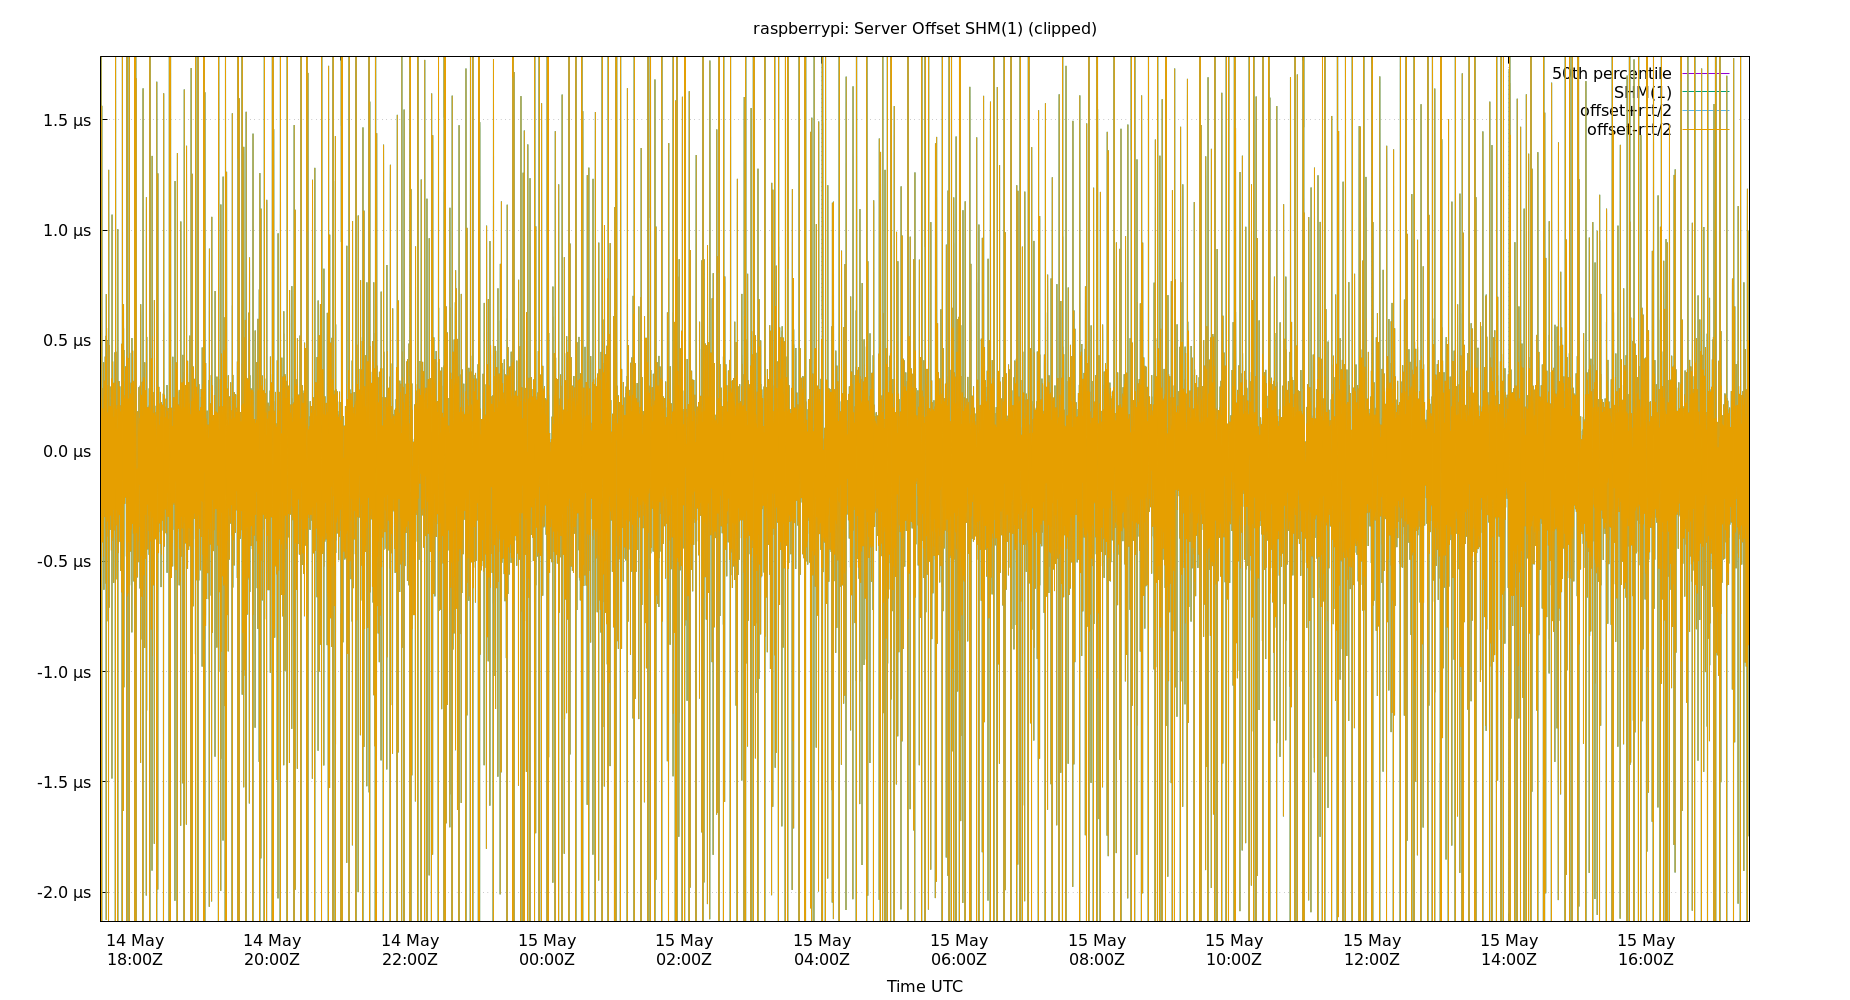 raspberrypi: Server Offset SHM(1) (clipped)
50th percentile
SHM(1)
offset+rtt/2
offset-rtt/2
1.5 µs
1.0 µs
0.5 µs
0.0 µs
-0.5 µs
-1.0 µs
-1.5 µs
-2.0 µs
14 May 14 May 14 May 15 May 15 May 15 May 15 May 15 May 15 May 15 May 15 May 15 May
18:00Z 20:00Z 22:00Z 00:00Z 02:00Z 04:00Z 06:00Z 08:00Z 10:00Z 12:00Z 14:00Z 16:00Z
Time UTC